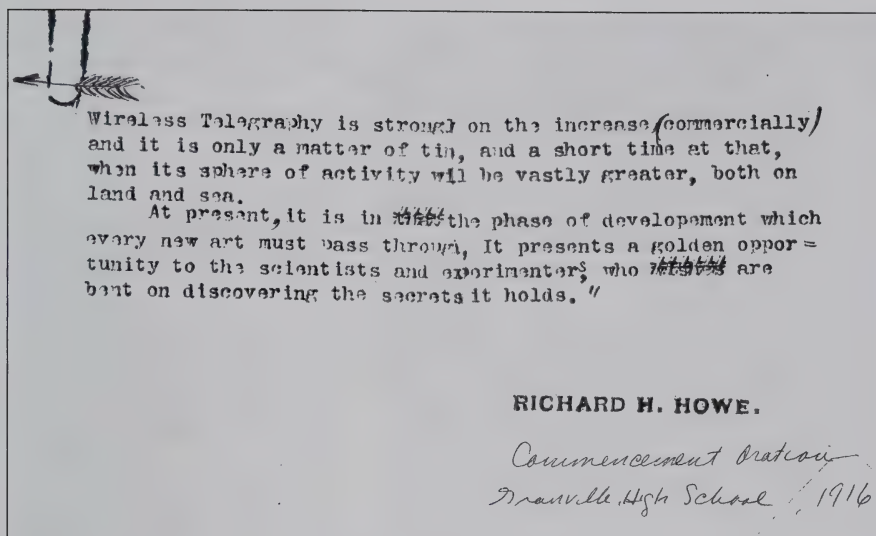 Wireless Telegraphy is strongl on the increase (commercially)
and it is only a matter of tim, and a short time at that,
when its sphere of activity wil be vastly greater, both on
land and sea.
At present, it is in the phase of developement which
every new art must pass through, It presents a golden oppor=
tunity to the scientists and experimenters, who are
bent on discovering the secrets it holds."
RICHARD H. HOWE.
Commencement Oration
Granville High School, 1916